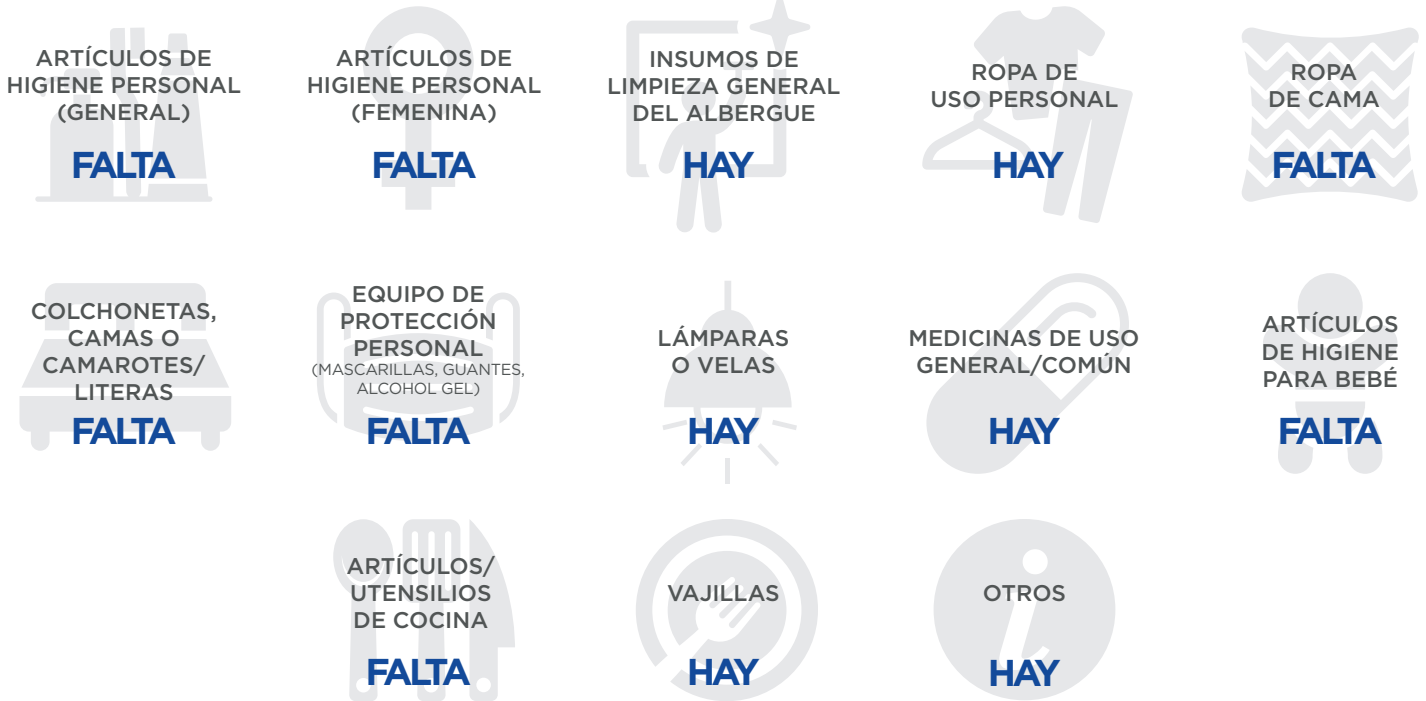 ARTÍCULOS DE
HIGIENE PERSONAL
(GENERAL)
FALTA
ARTÍCULOS DE
HIGIENE PERSONAL
(FEMENINA)
FALTA
INSUMOS DE
LIMPIEZA GENERAL
DEL ALBERGUE
HAY
ROPA DE
USO PERSONAL
HAY
ROPA
DE CAMA
FALTA
COLCHONETAS,
CAMAS O
CAMAROTES/
LITERAS
FALTA
EQUIPO DE
PROTECCIÓN
PERSONAL
(MASCARILLAS, GUANTES,
ALCOHOL GEL)
FALTA
LÁMPARAS
O VELAS
HAY
MEDICINAS DE USO
GENERAL/COMÚN
HAY
ARTÍCULOS
DE HIGIENE
PARA BEBÉ
FALTA
ARTÍCULOS/
UTENSILIOS
DE COCINA
FALTA
VAJILLAS
HAY
OTROS
HAY